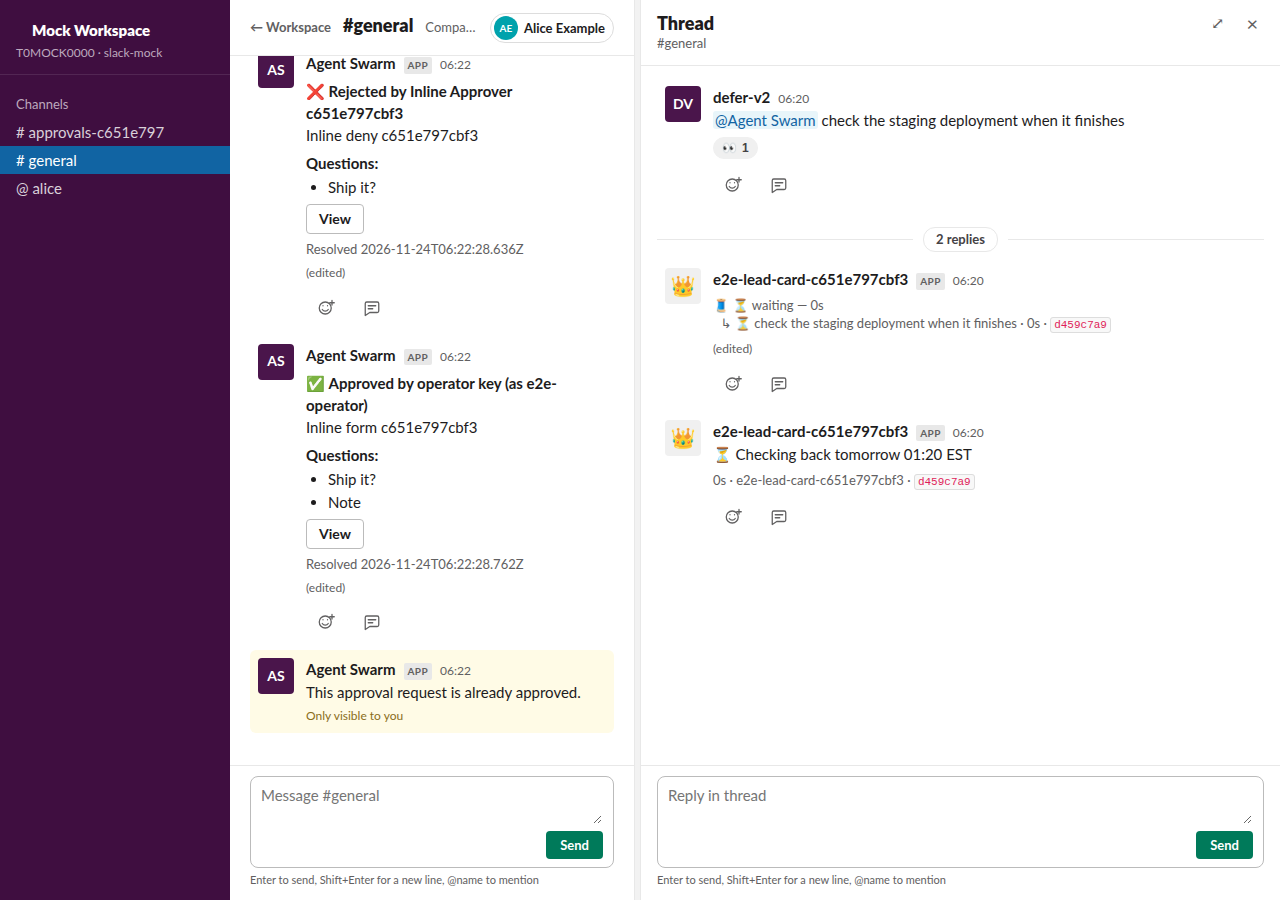 Mock Workspace
T0MOCK0000 · slack-mock
Channels
# approvals-c651e797
# general
@ alice
← Workspace
#general
Compa...
AE
Alice Example
AS
Agent Swarm APP 06:22
❌ Rejected by Inline Approver
c651e797cbf3
Inline deny c651e797cbf3
Questions:
• Ship it?
View
Resolved 2026-11-24T06:22:28.636Z
(edited)
AS
Agent Swarm APP 06:22
✅ Approved by operator key (as e2e-
operator)
Inline form c651e797cbf3
Questions:
• Ship it?
• Note
View
Resolved 2026-11-24T06:22:28.762Z
(edited)
AS
Agent Swarm APP 06:22
This approval request is already approved.
Only visible to you
Message #general
Send
Enter to send, Shift+Enter for a new line, @name to mention
Thread
#general
DV
defer-v2 06:20
@Agent Swarm check the staging deployment when it finishes
👀 1
2 replies
e2e-lead-card-c651e797cbf3 APP 06:20
🧵 ⏳ waiting — 0s
↳ ⏳ check the staging deployment when it finishes · 0s · d459c7a9
(edited)
e2e-lead-card-c651e797cbf3 APP 06:20
⏳ Checking back tomorrow 01:20 EST
0s · e2e-lead-card-c651e797cbf3 · d459c7a9
Reply in thread
Send
Enter to send, Shift+Enter for a new line, @name to mention